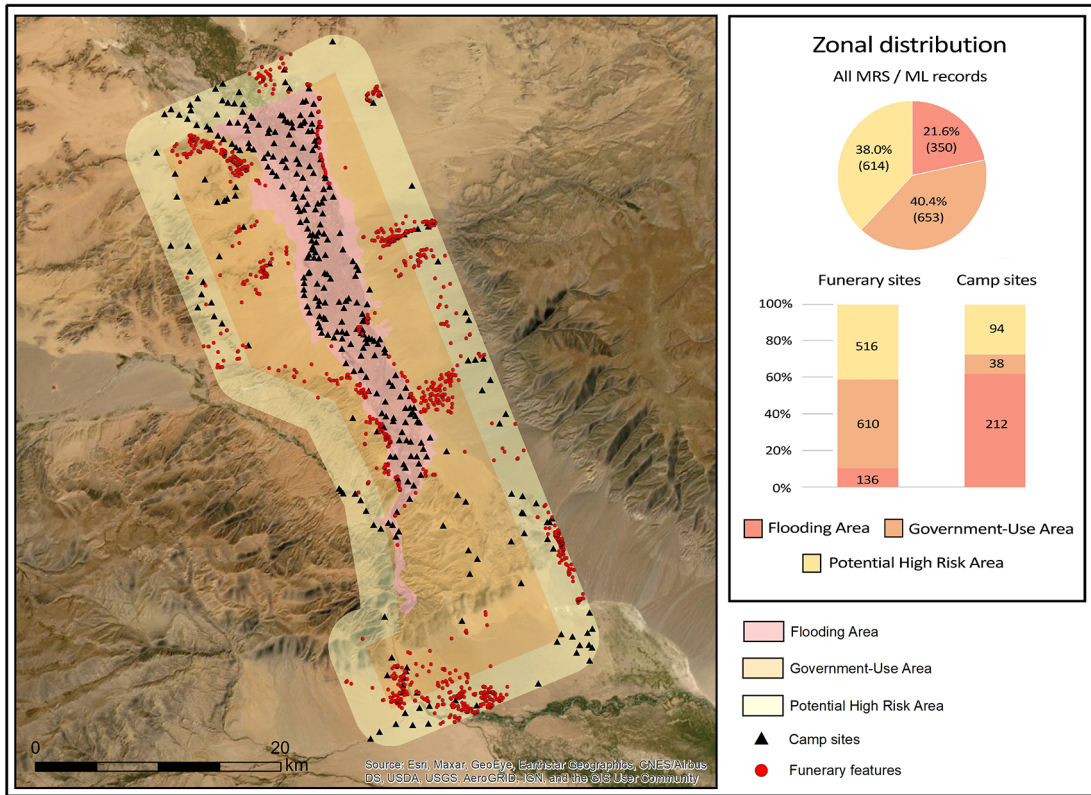 0
20
km
Source: Esri, Maxar, GeoEye, Earthstar Geographics, CNES/Airbus
DS, USDA, USGS, AeroGRID, IGN, and the GIS User Community
Zonal distribution
All MRS / ML records
21.6%
(350)
38.0%
(614)
40.4%
(653)
Funerary sites
Camp sites
100%
80%
60%
40%
20%
0%
516
610
136
94
38
212
Flooding Area
Government-Use Area
Potential High Risk Area
Flooding Area
Government-Use Area
Potential High Risk Area
Camp sites
Funerary features